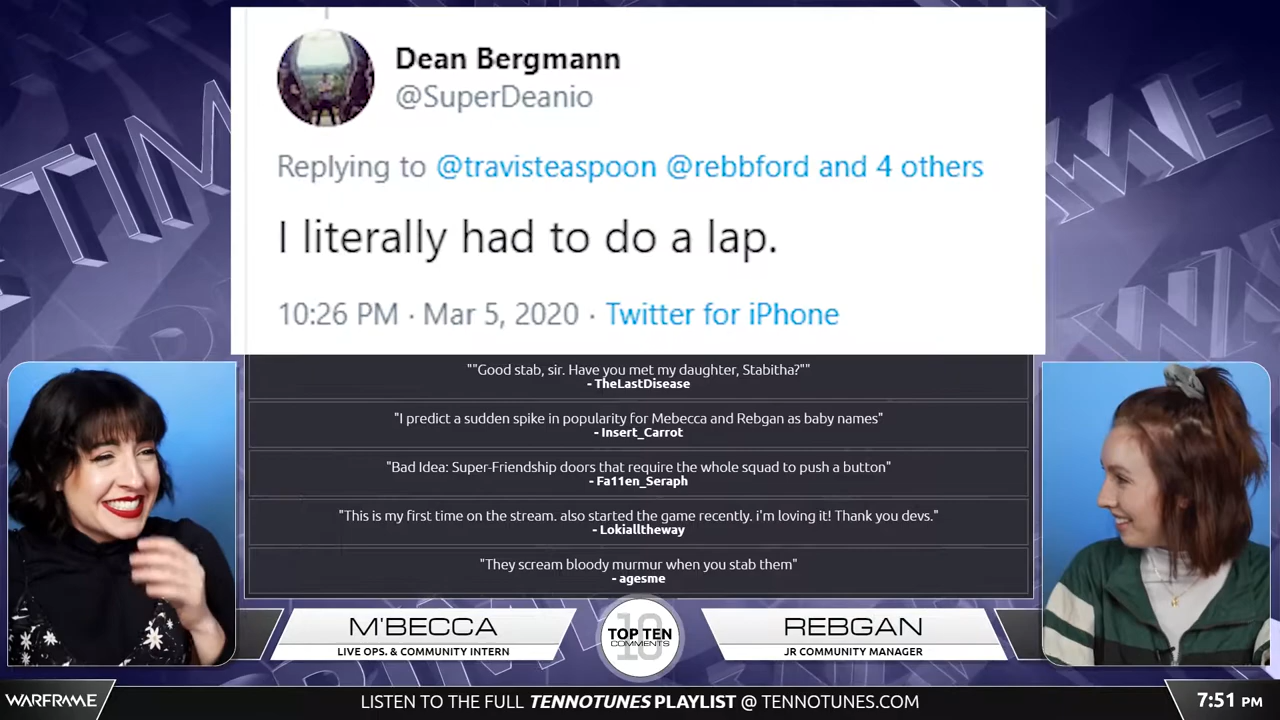 Dean Bergmann
@SuperDeanio
Replying to @travisteaspoon @rebbford and 4 others
I literally had to do a lap.
10:26 PM · Mar 5, 2020 · Twitter for iPhone
""Good stab, sir. Have you met my daughter, Stabitha?""
- TheLastDisease
"I predict a sudden spike in popularity for Mebecca and Rebgan as baby names"
- Insert_Carrot
"Bad Idea: Super-Friendship doors that require the whole squad to push a button"
- Fa11en_Seraph
"This is my first time on the stream. also started the game recently. i'm loving it! Thank you devs."
- Lokialltheway
"They scream bloody murmur when you stab them"
- agesme
M'BECCA
LIVE OPS. & COMMUNITY INTERN
10
TOP TEN
COMMENTS
REBGAN
JR COMMUNITY MANAGER
WARFRAME
LISTEN TO THE FULL TENNOTUNES PLAYLIST @ TENNOTUNES.COM
7:51 PM